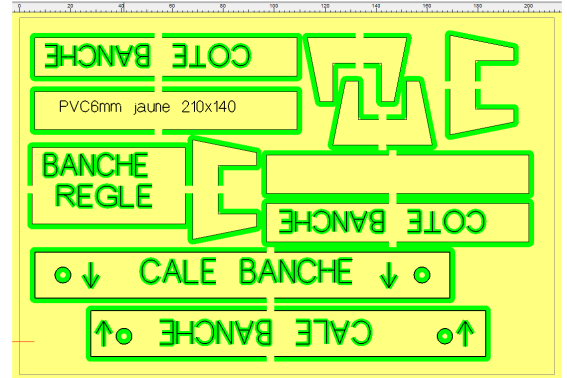 0 20 40 60 80 100 120 140 160 180 200
COTE BANCHE
PVC6mm jaune 210x140
BANCHE
REGLE
COTE BANCHE
CALE BANCHE
CALE BANCHE